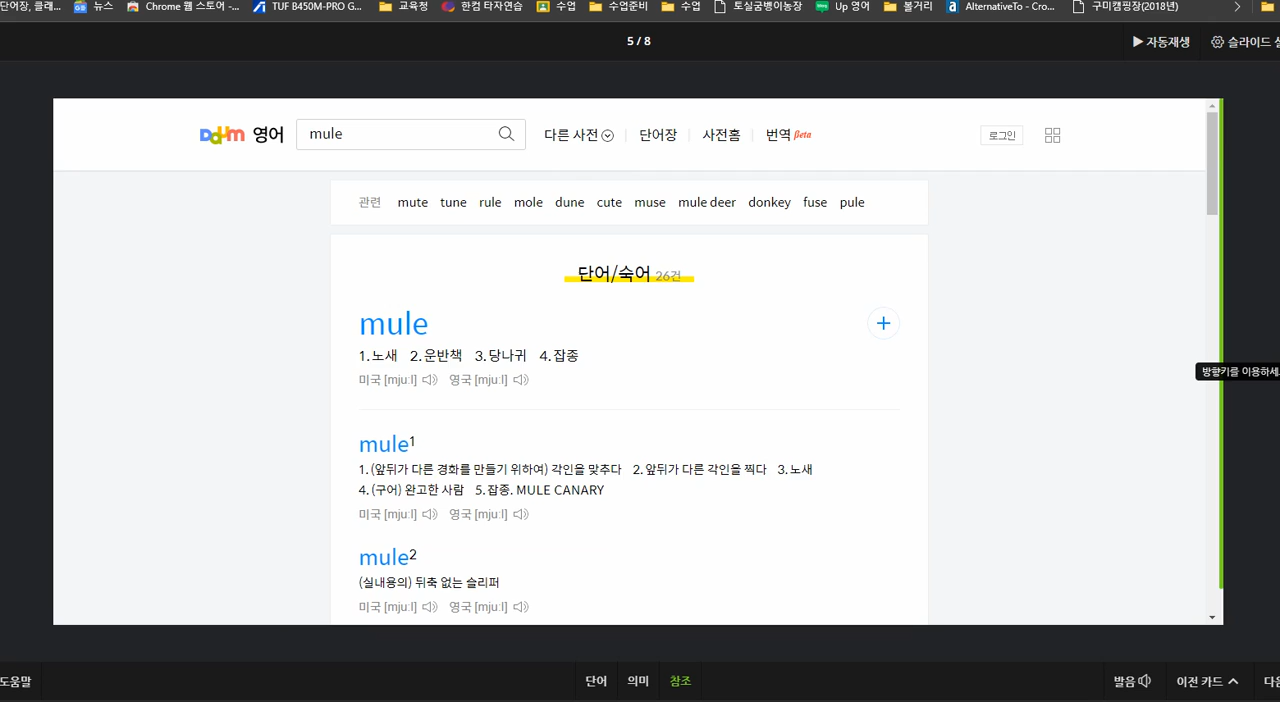 단어장, 클래... 뉴스 Chrome 웹 스토어 -... TUF B450M-PRO G... 교육청 한컴 타자연습 수업 수업준비 수업 토실궁뱅이농장 Up 영어 볼거리 AlternativeTo - Cro... 구미캠핑장(2018년)
5 / 8
자동재생 슬라이드
Daum 영어 mule 다른 사전 단어장 사전홈 번역 Beta 로그인
관련 mute tune rule mole dune cute muse mule deer donkey fuse pule
단어/숙어 26건
mule
1.노새 2.운반책 3.당나귀 4.잡종
미국 [mjuːl] 영국 [mjuːl]
mule1
1. (앞뒤가 다른 경화를 만들기 위하여) 각인을 맞추다 2. 앞뒤가 다른 각인을 찍다 3. 노새
4. (구어) 완고한 사람 5. 잡종. MULE CANARY
미국 [mjuːl] 영국 [mjuːl]
방향키를 이용하세
mule2
(실내용의) 뒤축 없는 슬리퍼
미국 [mjuːl] 영국 [mjuːl]
도움말 단어 의미 참조 발음 이전 카드